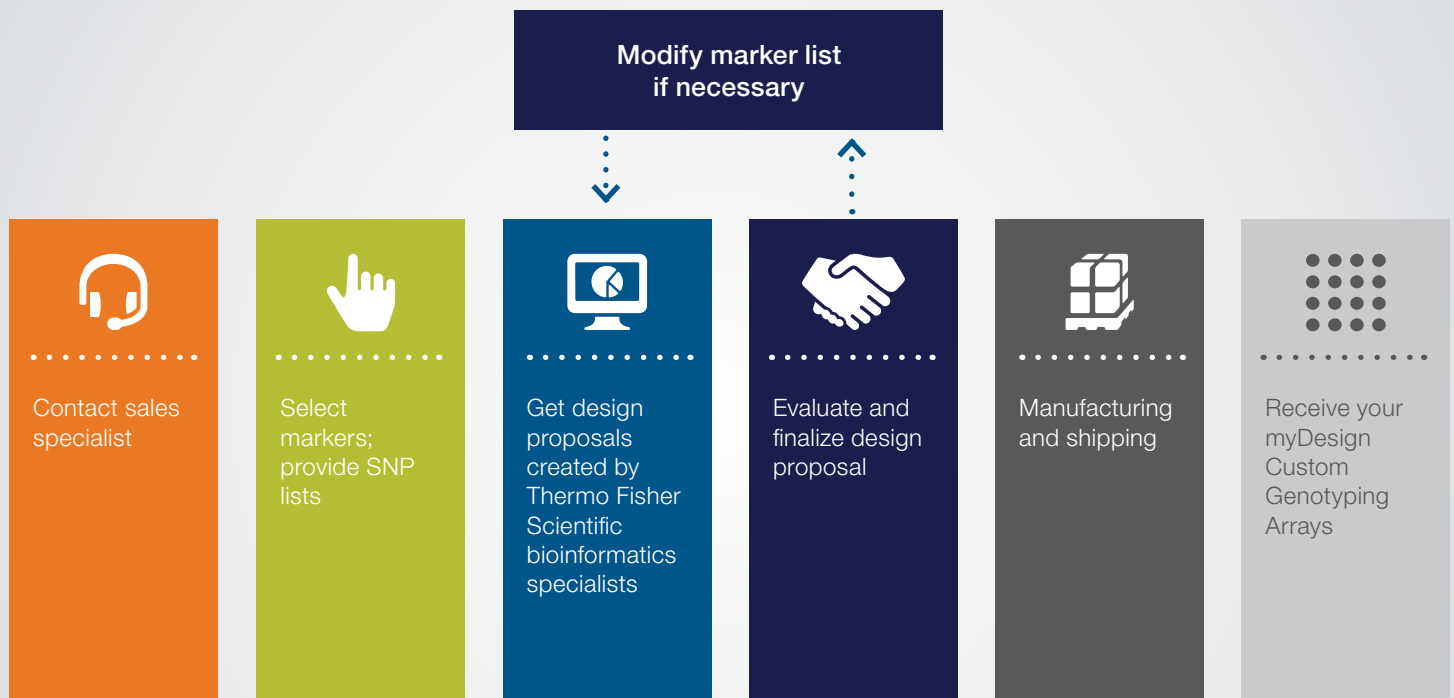 Modify marker list
if necessary
Contact sales
specialist
Select
markers;
provide SNP
lists
Get design
proposals
created by
Thermo Fisher
Scientific
bioinformatics
specialists
Evaluate and
finalize design
proposal
Manufacturing
and shipping
Receive your
myDesign
Custom
Genotyping
Arrays